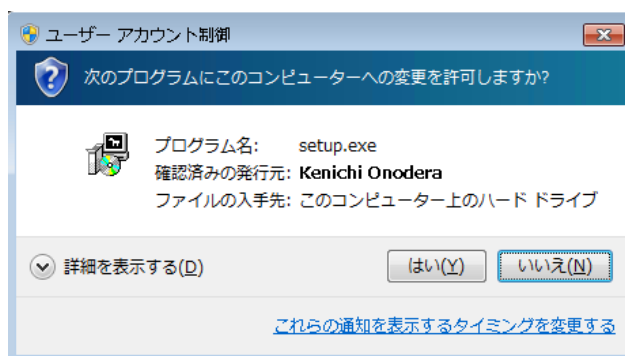 ユーザー アカウント制御
次のプログラムにこのコンピューターへの変更を許可しますか?
プログラム名: setup.exe
確認済みの発行元: Kenichi Onodera
ファイルの入手先: このコンピューター上のハード ドライブ
詳細を表示する(D) はい(Y) いいえ(N)
これらの通知を表示するタイミングを変更する